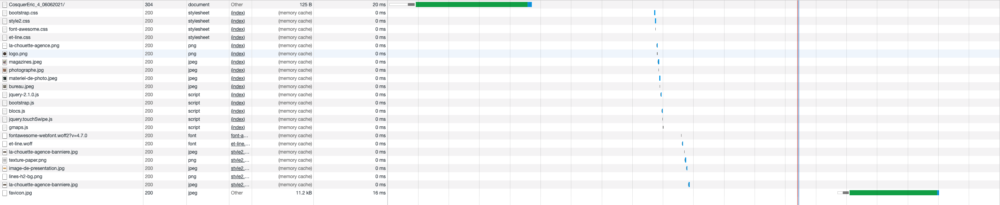 CosquerEric_4_06062021/ 304 document Other 125 B 20 ms
bootstrap.css 200 stylesheet (index) (memory cache) 0 ms
style2.css 200 stylesheet (index) (memory cache) 0 ms
font-awesome.css 200 stylesheet (index) (memory cache) 0 ms
et-line.css 200 stylesheet (index) (memory cache) 0 ms
la-chouette-agence.png 200 png (index) (memory cache) 0 ms
logo.png 200 png (index) (memory cache) 0 ms
magazines.jpeg 200 jpeg (index) (memory cache) 0 ms
photographe.jpg 200 jpeg (index) (memory cache) 0 ms
materiel-de-photo.jpeg 200 jpeg (index) (memory cache) 0 ms
bureau.jpeg 200 jpeg (index) (memory cache) 0 ms
jquery-2.1.0.js 200 script (index) (memory cache) 0 ms
bootstrap.js 200 script (index) (memory cache) 0 ms
blocs.js 200 script (index) (memory cache) 0 ms
jquery.touchSwipe.js 200 script (index) (memory cache) 0 ms
gmaps.js 200 script (index) (memory cache) 0 ms
fontawesome-webfont.woff2?v=4.7.0 200 font font-a… (memory cache) 0 ms
et-line.woff 200 font et-line.… (memory cache) 0 ms
la-chouette-agence-banniere.jpg 200 jpeg style2.… (memory cache) 0 ms
texture-paper.png 200 png style2.… (memory cache) 0 ms
image-de-presentation.jpg 200 jpeg style2.… (memory cache) 0 ms
lines-h2-bg.png 200 png style2.… (memory cache) 0 ms
la-chouette-agence-banniere.jpg 200 jpeg style2.… (memory cache) 0 ms
favicon.jpg 200 jpeg Other 11.2 kB 16 ms